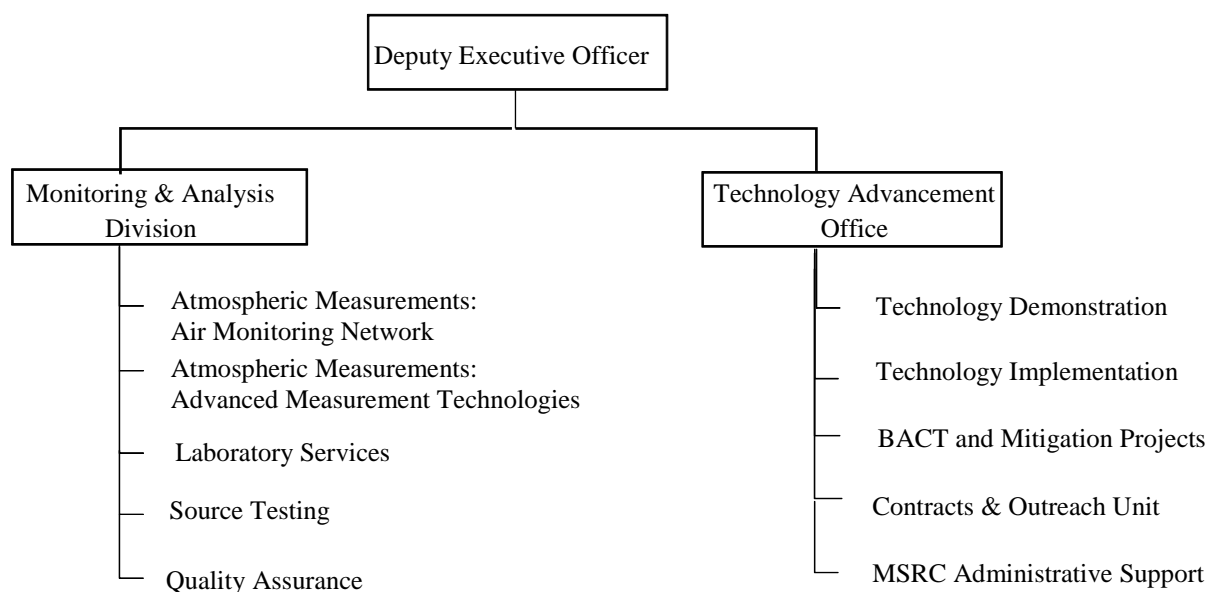 Deputy Executive Officer
Monitoring & Analysis
Division
Atmospheric Measurements:
Air Monitoring Network
Atmospheric Measurements:
Advanced Measurement Technologies
Laboratory Services
Source Testing
Quality Assurance
Technology Advancement
Office
Technology Demonstration
Technology Implementation
BACT and Mitigation Projects
Contracts & Outreach Unit
MSRC Administrative Support